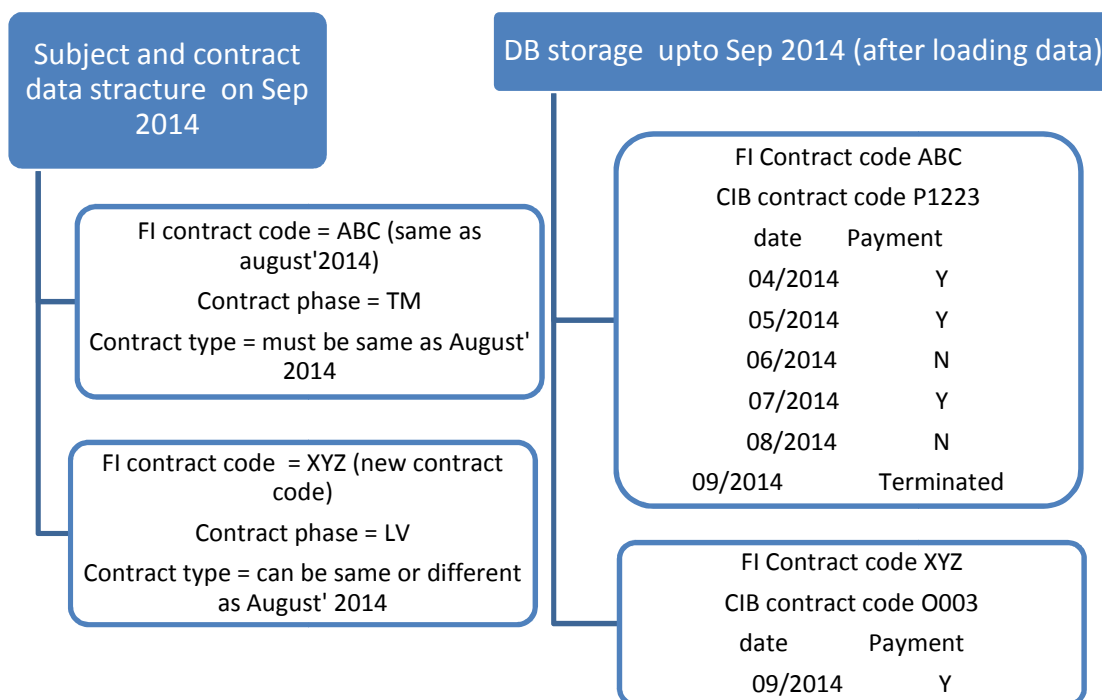 Subject and contract
data stracture on Sep
2014
FI contract code = ABC (same as
august'2014)
Contract phase = TM
Contract type = must be same as August'
2014
FI contract code = XYZ (new contract
code)
Contract phase = LV
Contract type = can be same or different
as August' 2014
DB storage upto Sep 2014 (after loading data)
FI Contract code ABC
CIB contract code P1223
date Payment
04/2014 Y
05/2014 Y
06/2014 N
07/2014 Y
08/2014 N
09/2014 Terminated
FI Contract code XYZ
CIB contract code O003
date Payment
09/2014 Y